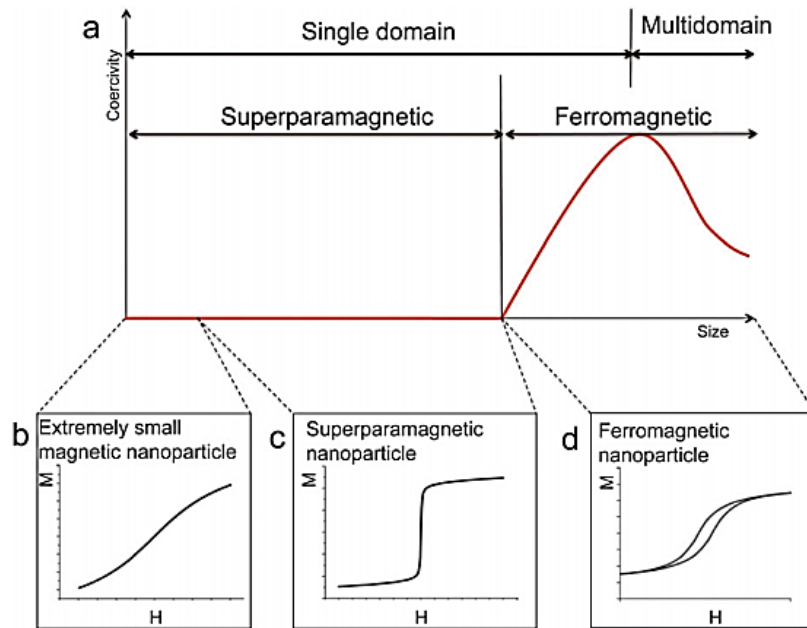 a
Single domain
Multidomain
Coercivity
Superparamagnetic
Ferromagnetic
Size
b
Extremely small
magnetic nanoparticle
M
H
c
Superparamagnetic
nanoparticle
M
H
d
Ferromagnetic
nanoparticle
M
H